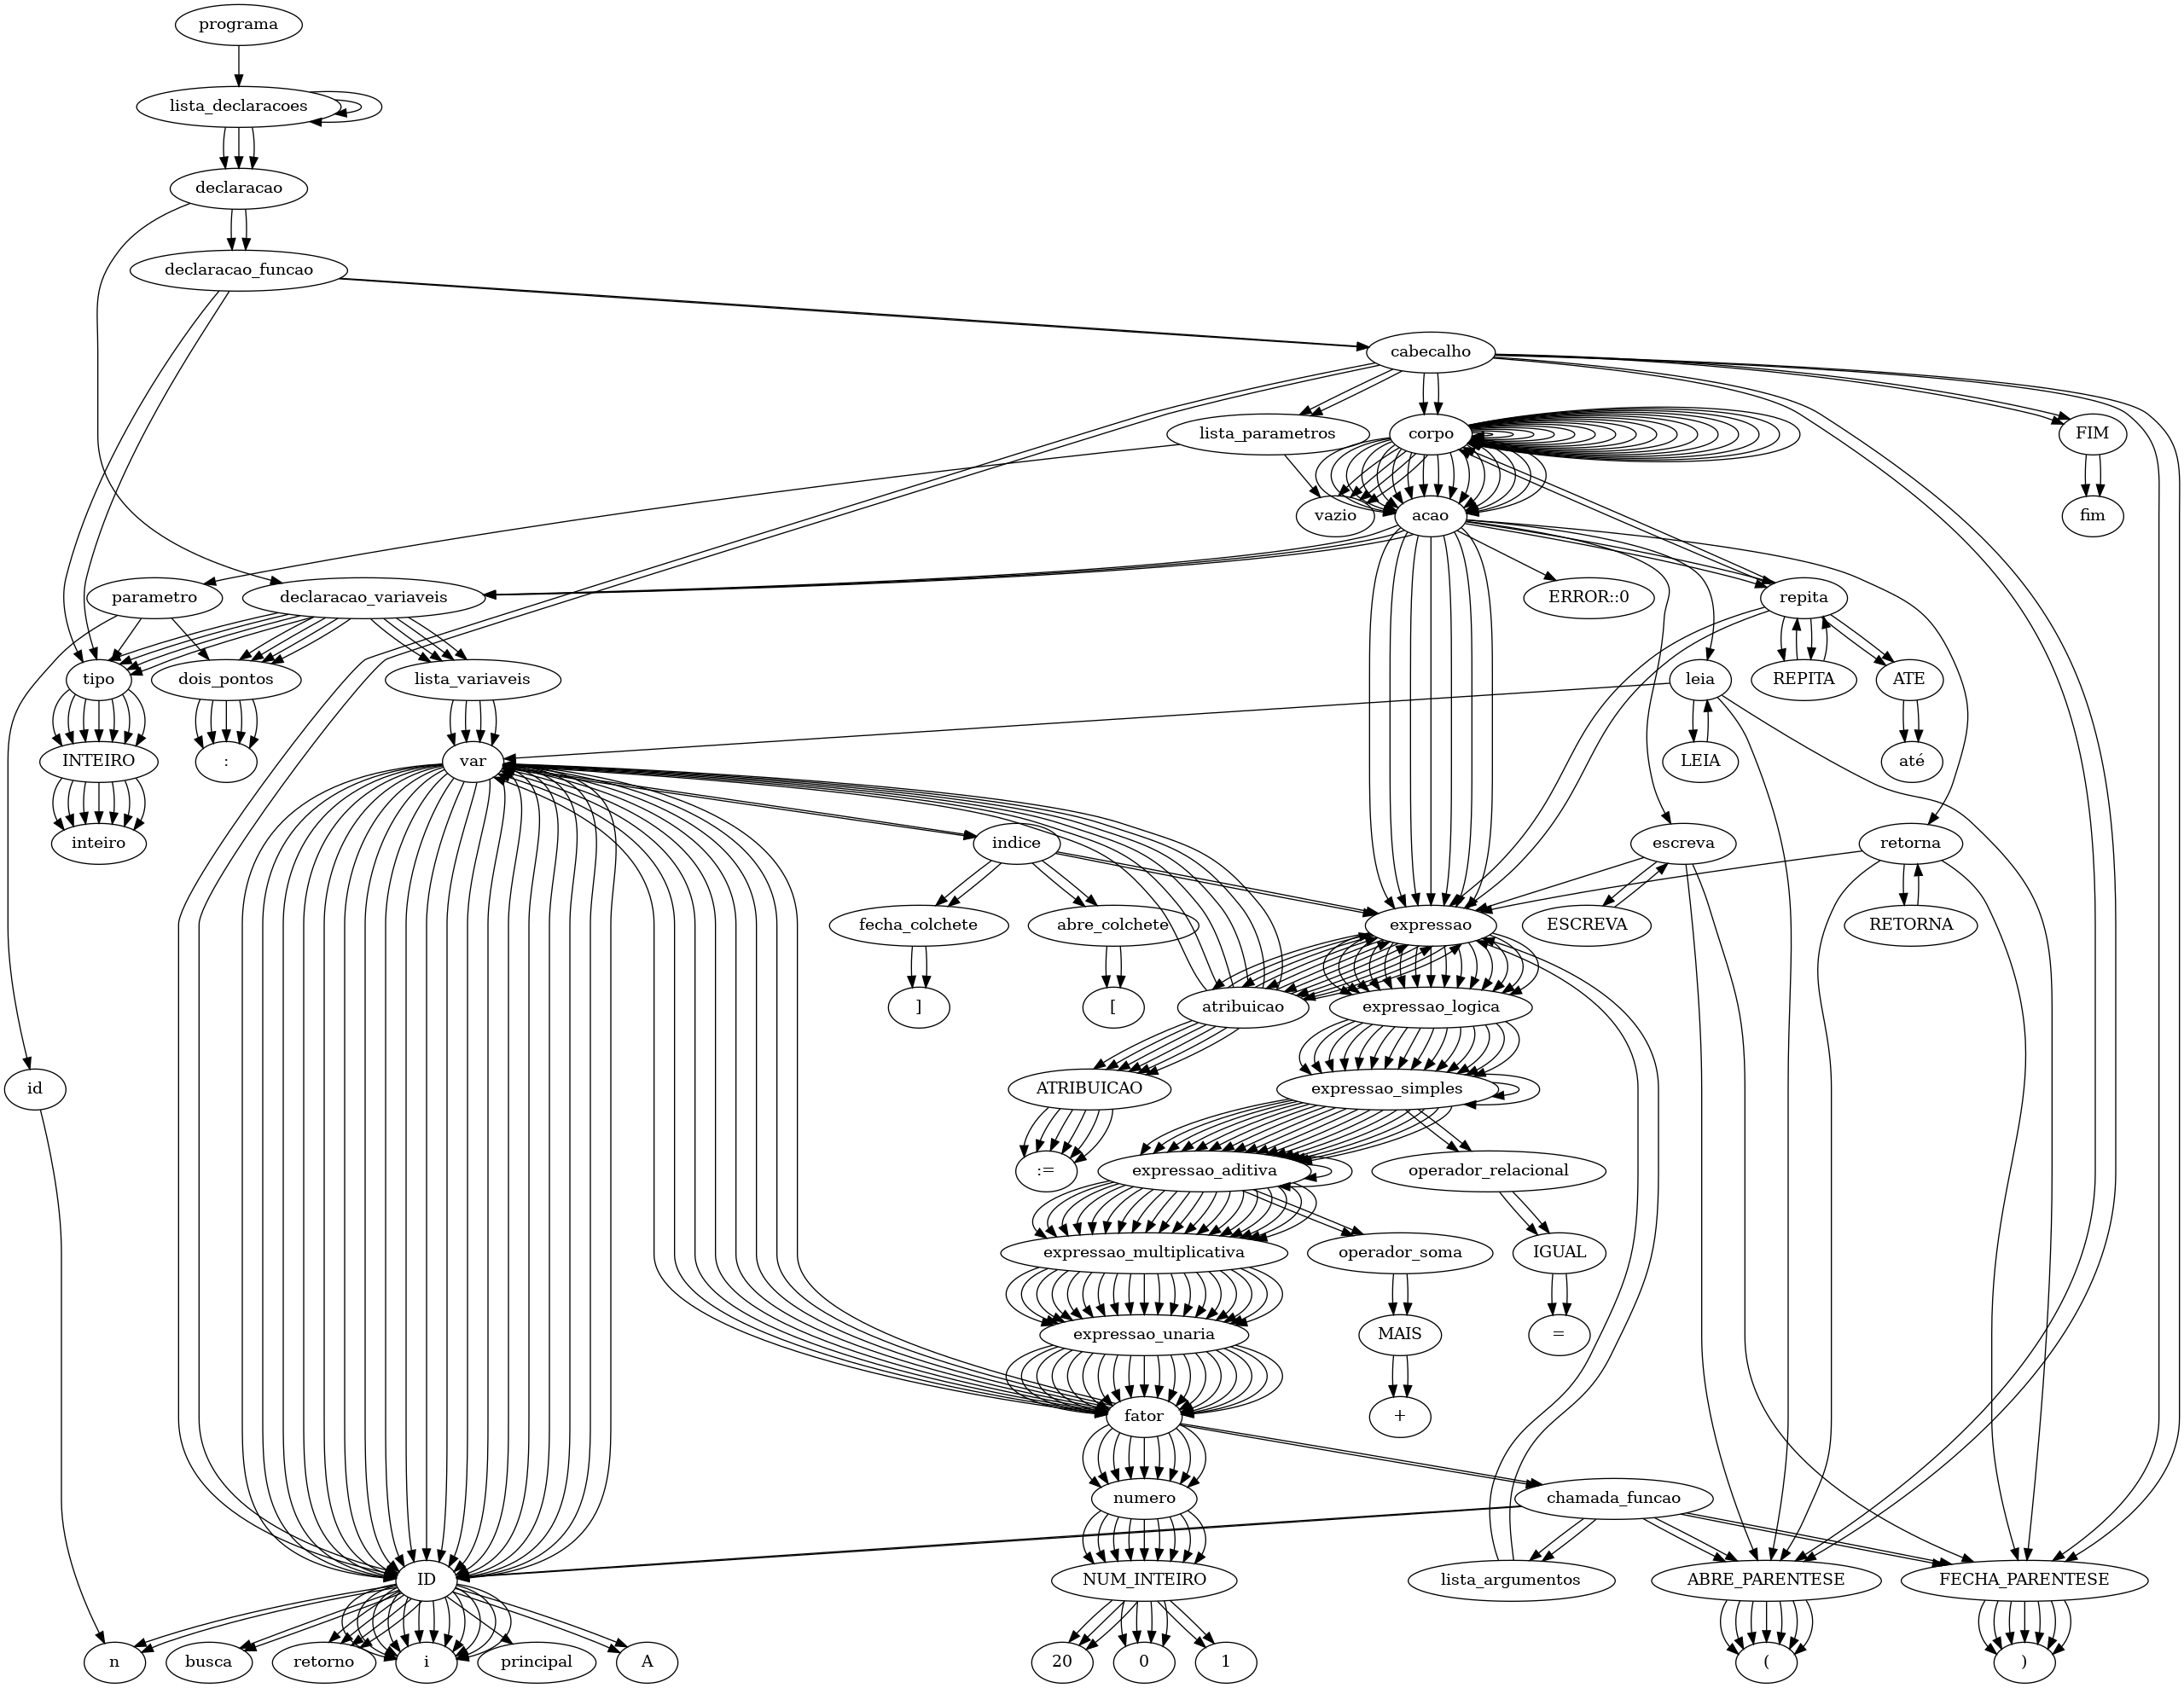 programa
lista_declaracoes
declaracao
declaracao_funcao
cabecalho
lista_parametros
corpo
FIM
vazio
acao
fim
parametro
declaracao_variaveis
ERROR::0
repita
tipo
dois_pontos
lista_variaveis
leia
REPITA
ATE
INTEIRO
:
var
LEIA
até
inteiro
indice
escreva
retorna
fecha_colchete
abre_colchete
expressao
ESCREVA
RETORNA
]
[
atribuicao
expressao_logica
id
ATRIBUICAO
expressao_simples
:=
expressao_aditiva
operador_relacional
expressao_multiplicativa
operador_soma
IGUAL
expressao_unaria
MAIS
=
fator
+
numero
chamada_funcao
ID
NUM_INTEIRO
lista_argumentos
ABRE_PARENTESE
FECHA_PARENTESE
n
busca
retorno
i
principal
A
20
0
1
(
)